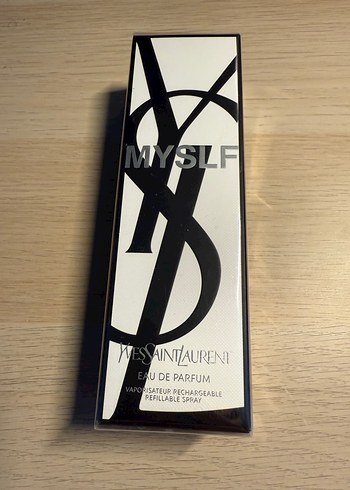 MYSLF
YVESSAINTLAURENT
EAU DE PARFUM
VAPORISATEUR RECHARGEABLE
REFILLABLE SPRAY